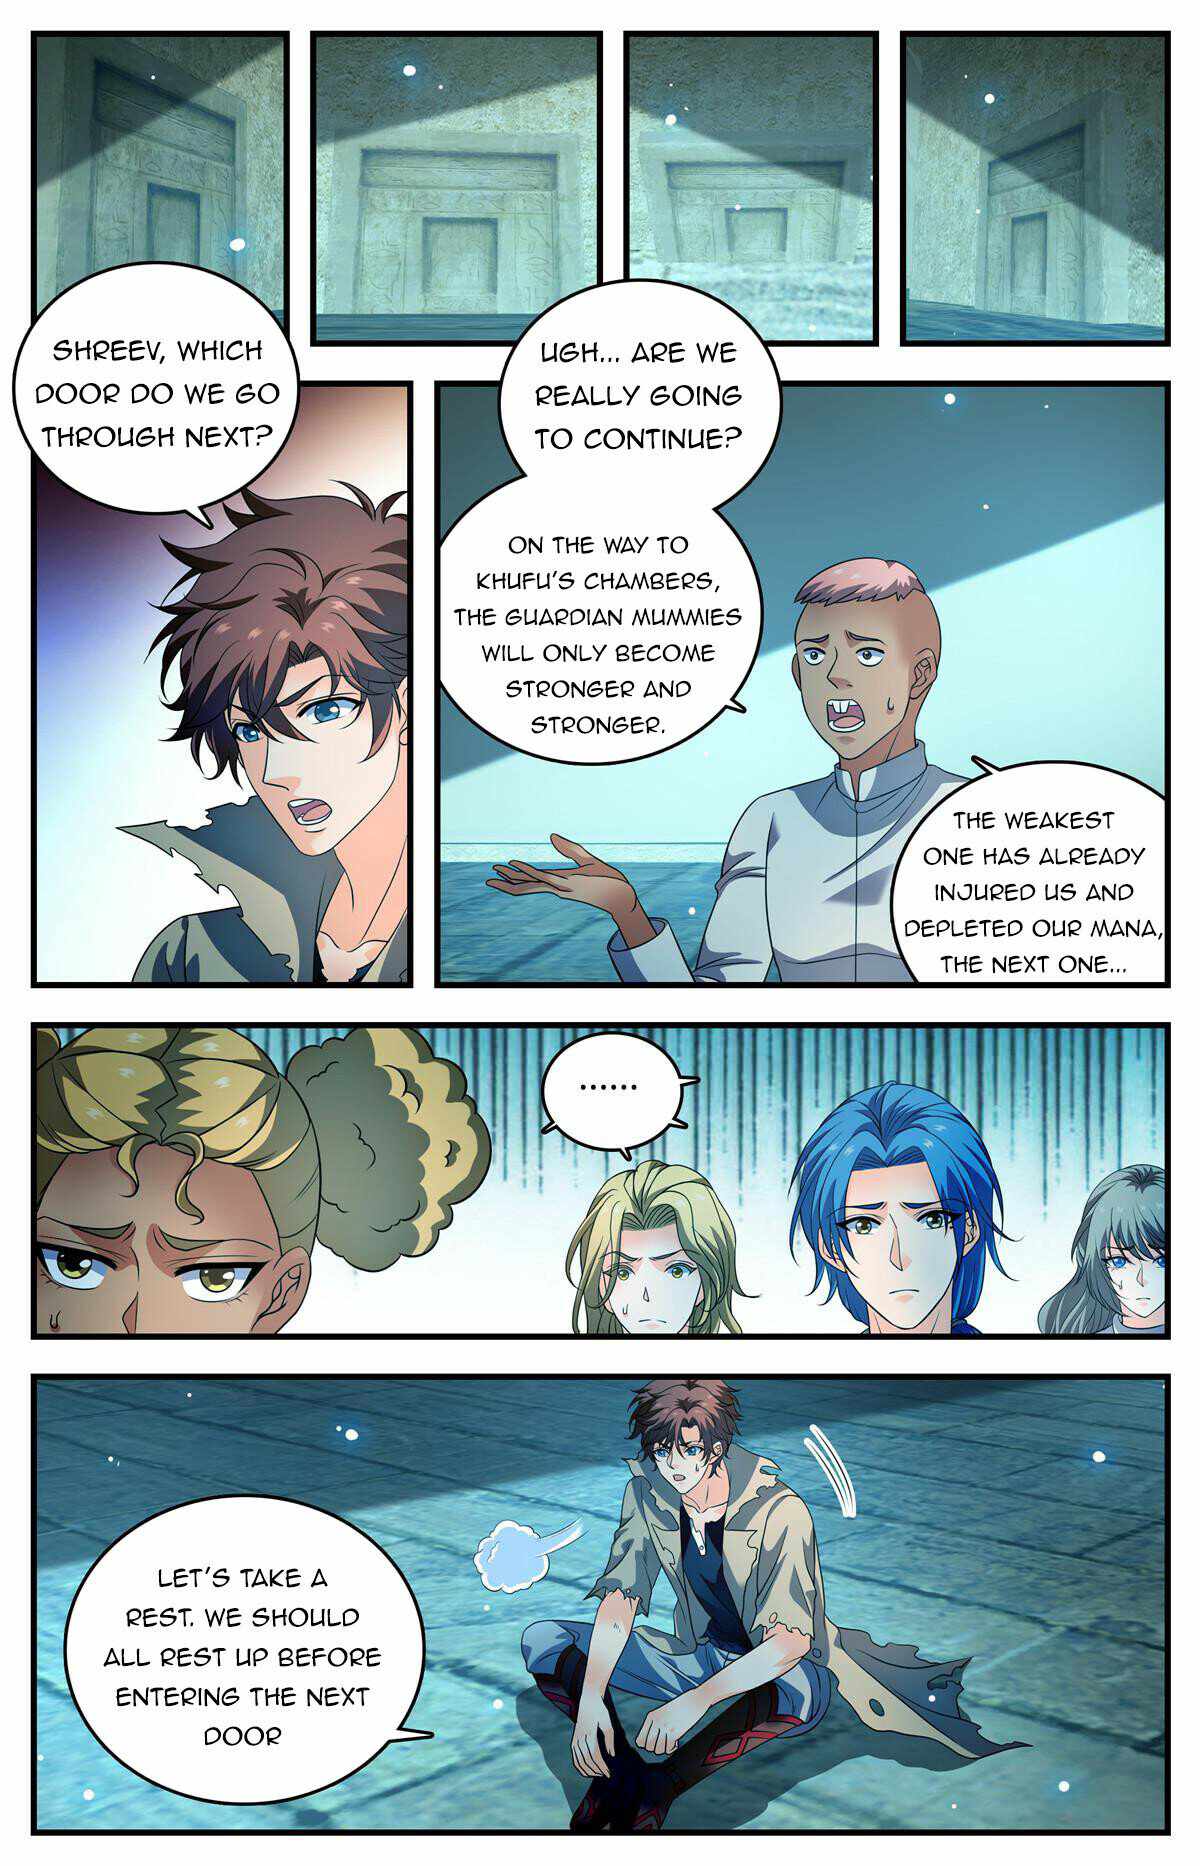 SHREEV, WHICH
DOOR DO WE GO
THROUGH NEXT?
UGH... ARE WE
REALLY GOING
TO CONTINUE?
ON THE WAY TO
KHUFU'S CHAMBERS,
THE GUARDIAN MUMMIES
WILL ONLY BECOME
STRONGER AND
STRONGER.
THE WEAKEST
ONE HAS ALREADY
INJURED US AND
DEPLETED OUR MANA,
THE NEXT ONE...
......
LET'S TAKE A
REST. WE SHOULD
ALL REST UP BEFORE
ENTERING THE NEXT
DOOR